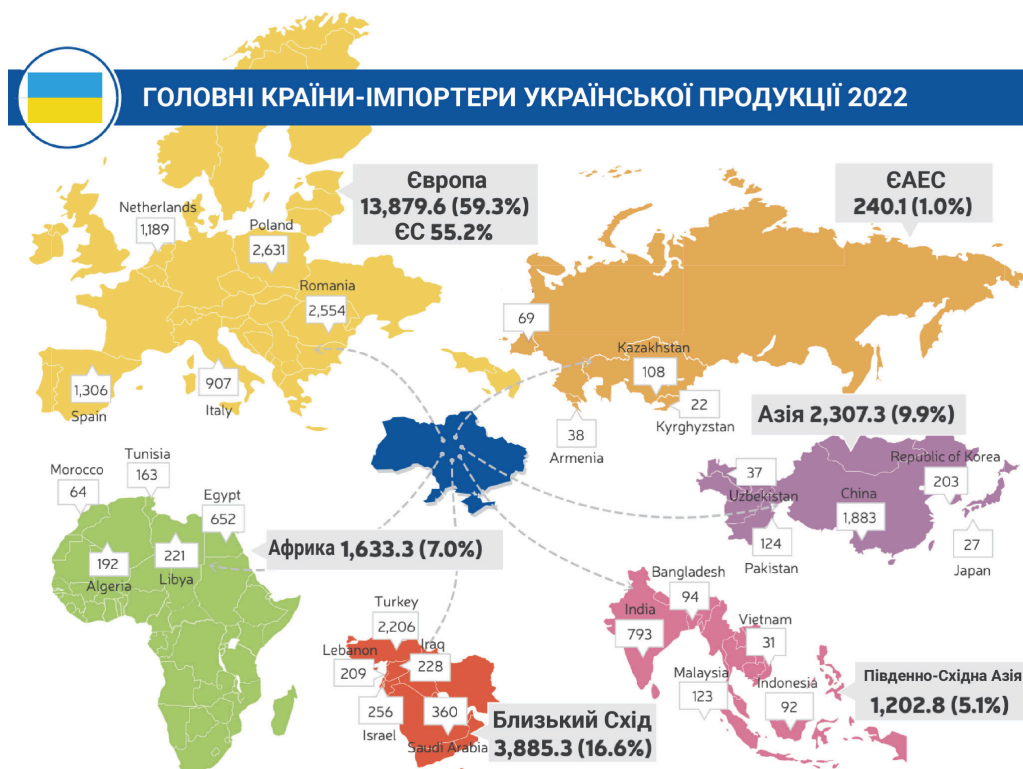 ГОЛОВНІ КРАЇНИ-ІМПОРТЕРИ УКРАЇНСЬКОЇ ПРОДУКЦІЇ 2022
Європа
13,879.6 (59.3%)
ЄС 55.2%
Netherlands
1,189
Poland
2,631
Romania
2,554
1,306
Spain
907
Italy
ЄАЕС
240.1 (1.0%)
69
Kazakhstan
108
22
Kyrghyzstan
38
Armenia
Азія 2,307.3 (9.9%)
Republic of Korea
203
37
Uzbekistan
China
1,883
124
Pakistan
27
Japan
Morocco
64
Tunisia
163
Egypt
652
192
Algeria
221
Libya
Африка 1,633.3 (7.0%)
Turkey
2,206
Lebanon
209
Iraq
228
256
Israel
360
Saudi Arabia
Близький Схід
3,885.3 (16.6%)
Bangladesh
94
India
793
Vietnam
31
Malaysia
123
Indonesia
92
Південно-Східна Азія
1,202.8 (5.1%)